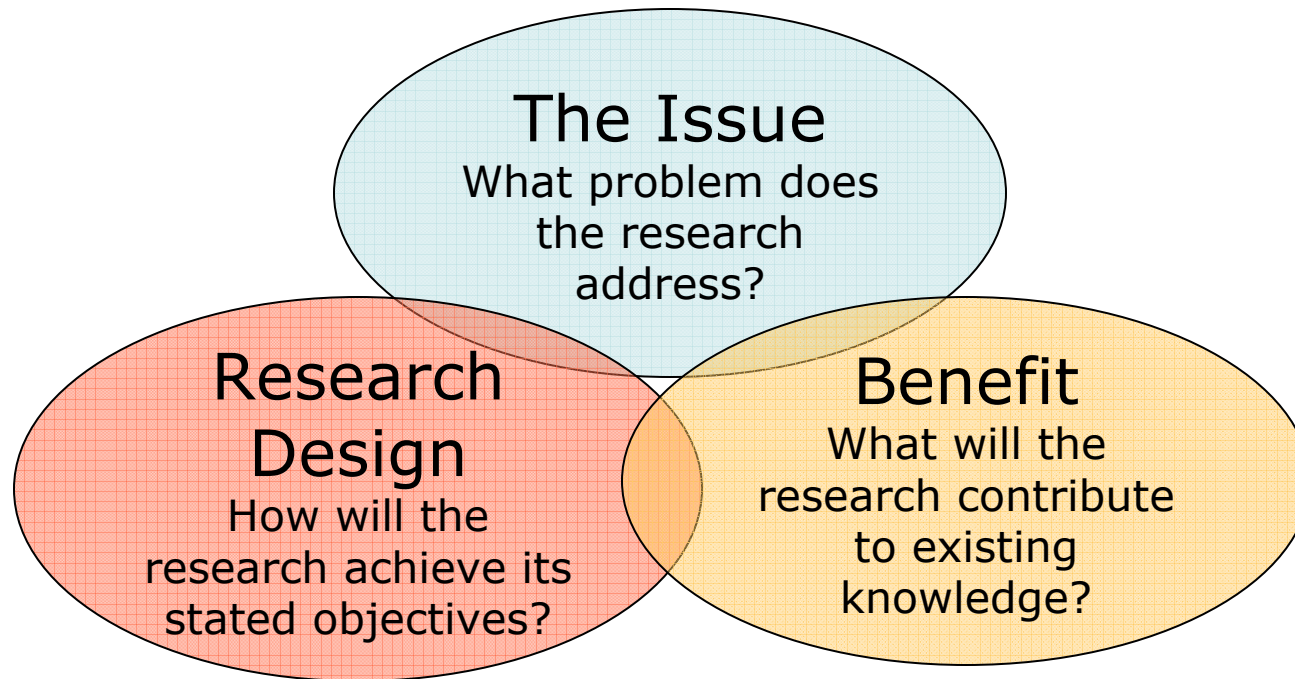 The Issue
What problem does
the research
address?
Research
Design
How will the
research achieve its
stated objectives?
Benefit
What will the
research contribute
to existing
knowledge?